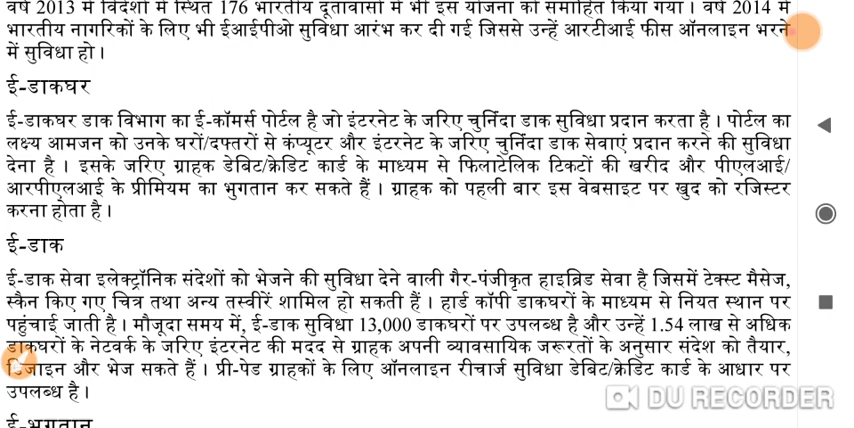 वर्ष 2013 में विदेशों में स्थित 176 भारतीय दूतावासों में भी इस योजना को समाहित किया गया। वर्ष 2014 में
भारतीय नागरिकों के लिए भी ईआईपीओ सुविधा आरंभ कर दी गई जिससे उन्हें आरटीआई फीस ऑनलाइन भरने
में सुविधा हो।
ई-डाकघर
ई-डाकघर डाक विभाग का ई-कॉमर्स पोर्टल है जो इंटरनेट के जरिए चुनिंदा डाक सुविधा प्रदान करता है। पोर्टल का
लक्ष्य आमजन को उनके घरों/दफ्तरों से कंप्यूटर और इंटरनेट के जरिए चुनिंदा डाक सेवाएं प्रदान करने की सुविधा
देना है। इसके जरिए ग्राहक डेबिट/क्रेडिट कार्ड के माध्यम से फिलाटेलिक टिकटों की खरीद और पीएलआई/
आरपीएलआई के प्रीमियम का भुगतान कर सकते हैं। ग्राहक को पहली बार इस वेबसाइट पर खुद को रजिस्टर
करना होता है।
ई-डाक
ई-डाक सेवा इलेक्ट्रॉनिक संदेशों को भेजने की सुविधा देने वाली गैर-पंजीकृत हाइब्रिड सेवा है जिसमें टेक्स्ट मैसेज,
स्कैन किए गए चित्र तथा अन्य तस्वीरें शामिल हो सकती हैं। हार्ड कॉपी डाकघरों के माध्यम से नियत स्थान पर
पहुंचाई जाती है। मौजूदा समय में, ई-डाक सुविधा 13,000 डाकघरों पर उपलब्ध है और उन्हें 1.54 लाख से अधिक
डाकघरों के नेटवर्क के जरिए इंटरनेट की मदद से ग्राहक अपनी व्यावसायिक जरूरतों के अनुसार संदेश को तैयार,
डिजाइन और भेज सकते हैं। प्री-पेड ग्राहकों के लिए ऑनलाइन रीचार्ज सुविधा डेबिट/क्रेडिट कार्ड के आधार पर
उपलब्ध है।
DU RECORDER
ई-भुगतान